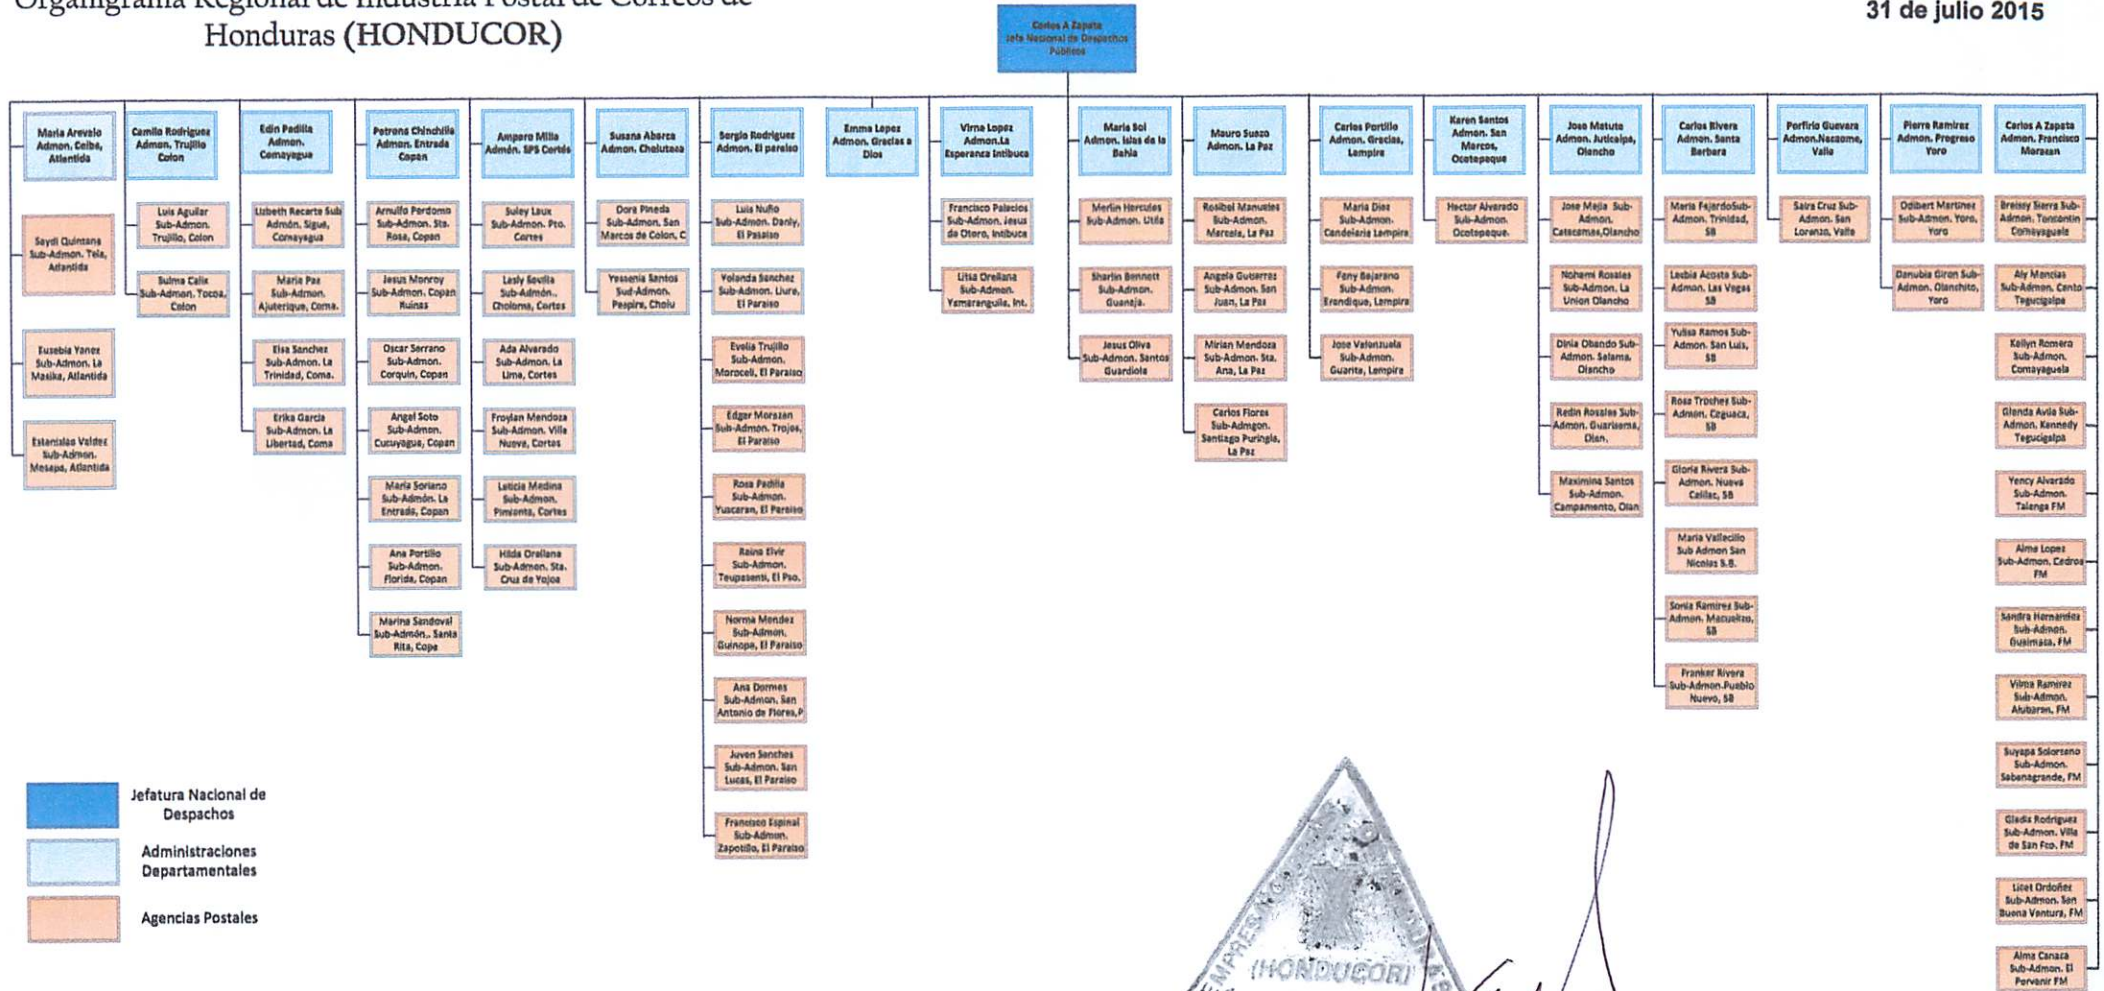 Organigrama Regional de Industria Postal de Correos de
Honduras (HONDUCOR)
31 de julio 2015
Carlos A Zapata
Jefe Nacional de Despachos
Públicos
Maria Arevalo
Admon. Ceiba,
Atlantida
Camilo Rodriguez
Admon. Trujillo
Colon
Edin Padilla
Admon.
Comayagua
Petrona Chinchilla
Admon. Entrada
Copan
Amparo Milla
Admón. SPS Cortés
Susana Abarca
Admon. Choluteca
Sergio Rodriguez
Admon. El paraiso
Emma Lopez
Admon. Gracias a
Dios
Virna Lopez
Admon.La
Esperanza Intibuca
Maria Sol
Admon. Islas de la
Bahia
Mauro Suazo
Admon. La Paz
Carlos Portillo
Admon. Gracias,
Lempira
Karen Santos
Admon. San
Marcos,
Ocotepeque
Jose Matute
Admon. Juticalpa,
Olancho
Carlos Rivera
Admon. Santa
Barbara
Porfirio Guevara
Admon.Nacaome,
Valle
Pierre Ramirez
Admon. Progreso
Yoro
Carlos A Zapata
Admon. Francisco
Morazan
Saydi Quintana
Sub-Admon. Tela,
Atlantida
Eusebia Yanez
Sub-Admon. La
Masika, Atlantida
Estanislao Valdez
Sub-Admon.
Mesapa, Atlantida
Luis Aguilar
Sub-Admon.
Trujillo, Colon
Sulma Calix
Sub-Admon. Tocoa,
Colon
Lizbeth Recarte Sub
Admón. Sigue,
Comayagua
Maria Paz
Sub-Admon.
Ajuterique, Coma.
Elsa Sanchez
Sub-Admon. La
Trinidad, Coma.
Erika Garcia
Sub-Admon. La
Libertad, Coma
Arnulfo Perdomo
Sub-Admon. Sta.
Rosa, Copan
Jesus Monroy
Sub-Admon. Copan
Ruinas
Oscar Serrano
Sub-Admon.
Corquin, Copan
Angel Soto
Sub-Admon.
Cucuyagua, Copan
Maria Soriano
Sub-Admón. La
Entrada, Copan
Ana Portillo
Sub-Admon.
Florida, Copan
Marina Sandoval
Sub-Admón.. Santa
Rita, Copa
Suley Laux
Sub-Admon. Pto.
Cortes
Lesly Sevilla
Sub-Admón..
Choloma, Cortes
Ada Alvarado
Sub-Admon. La
Lima, Cortes
Froylan Mendoza
Sub-Admon. Villa
Nueva, Cortes
Leticia Medina
Sub-Admon.
Pimienta, Cortes
Hilda Orellana
Sub-Admon. Sta.
Cruz de Yojoa
Dora Pineda
Sub-Admon. San
Marcos de Colon, C
Yessenia Santos
Sud-Admon.
Pespire, Cholu
Luis Nuño
Sub-Admon. Danly,
El Paraiso
Yolanda Sanchez
Sub-Admon. Liure,
El Paraiso
Evelia Trujillo
Sub-Admon.
Moroceli, El Paraiso
Edgar Morazan
Sub-Admon. Trojes,
El Paraiso
Rosa Padilla
Sub-Admon.
Yuscaran, El Paraiso
Reina Elvir
Sub-Admon.
Teupasenti, El Pso.
Norma Mendez
Sub-Admon.
Guinope, El Paraiso
Ana Dormes
Sub-Admon. San
Antonio de Flores,P
Juven Sanches
Sub-Admon. San
Lucas, El Paraiso
Francisco Espinal
Sub-Admon.
Zapotillo, El Paraiso
Francisco Palacios
Sub-Admon. Jesus
de Otoro, Intibuca
Litsa Orellana
Sub-Admon.
Yamaranguila, Int.
Merlin Hercules
Sub-Admon. Utila
Sharlin Bennett
Sub-Admon.
Guanaja.
Jesus Oliva
Sub-Admon. Santos
Guardiola
Rosibel Manueles
Sub-Admon.
Marcala, La Paz
Angela Gutierrez
Sub-Admon. San
Juan, La Paz
Mirian Mendoza
Sub-Admon. Sta.
Ana, La Paz
Carlos Flores
Sub-Admgon.
Santiago Puringla,
La Paz
Maria Diaz
Sub-Admon.
Candelaria Lempira
Fany Bejarano
Sub-Admon.
Erandique, Lempira
Jose Valenzuela
Sub-Admon.
Guarita, Lempira
Hector Alvarado
Sub-Admon.
Ocotepeque.
Jose Mejia Sub-
Admon.
Catacamas,Olancho
Nohemi Rosales
Sub-Admon. La
Union Olancho
Dinia Obando Sub-
Admon. Salama,
Olancho
Redin Rosales Sub-
Admon. Guarisama,
Olan.
Maximina Santos
Sub-Admon.
Campamento, Olan
Maria FajardoSub-
Admon. Trinidad,
SB
Lesbia Acosta Sub-
Admon. Las Vegas
SB
Yulisa Ramos Sub-
Admon. San Luis,
SB
Rosa Trochez Sub-
Admon. Ceguaca,
SB
Gloria Rivera Sub-
Admon. Nueva
Celilac, SB
Maria Vallecillo
Sub Admon San
Nicolas S.B.
Sonia Ramirez Sub-
Admon. Macuelizo,
SB
Franker Rivera
Sub-Admon.Pueblo
Nuevo, SB
Saira Cruz Sub-
Admon. San
Lorenzo, Valle
Odibert Martinez
Sub-Admon. Yoro,
Yoro
Danubia Giron Sub-
Admon. Olanchito,
Yoro
Breissy Sierra Sub-
Admon. Toncontin
Comayaguela
Aly Mencias
Sub-Admon. Cento
Tegucigalpa
Kellyn Romero
Sub-Admon.
Comayaguela
Glenda Avila Sub-
Admon. Kennedy
Tegucigalpa
Yency Alvarado
Sub-Admon.
Talanga FM
Alma Lopez
Sub-Admon. Cedros
FM
Sandra Hernandez
Sub-Admon.
Guaimaca, FM
Vilma Ramirez
Sub-Admon.
Alubaren, FM
Suyapa Solorzano
Sub-Admon.
Sabanagrande, FM
Gladis Rodriguez
Sub-Admon. Villa
de San Fco. FM
Licet Ordoñez
Sub-Admon. San
Buena Ventura, FM
Alma Canaca
Sub-Admon. El
Porvenir FM
Jefatura Nacional de
Despachos
Administraciones
Departamentales
Agencias Postales
(HONDUCOR)